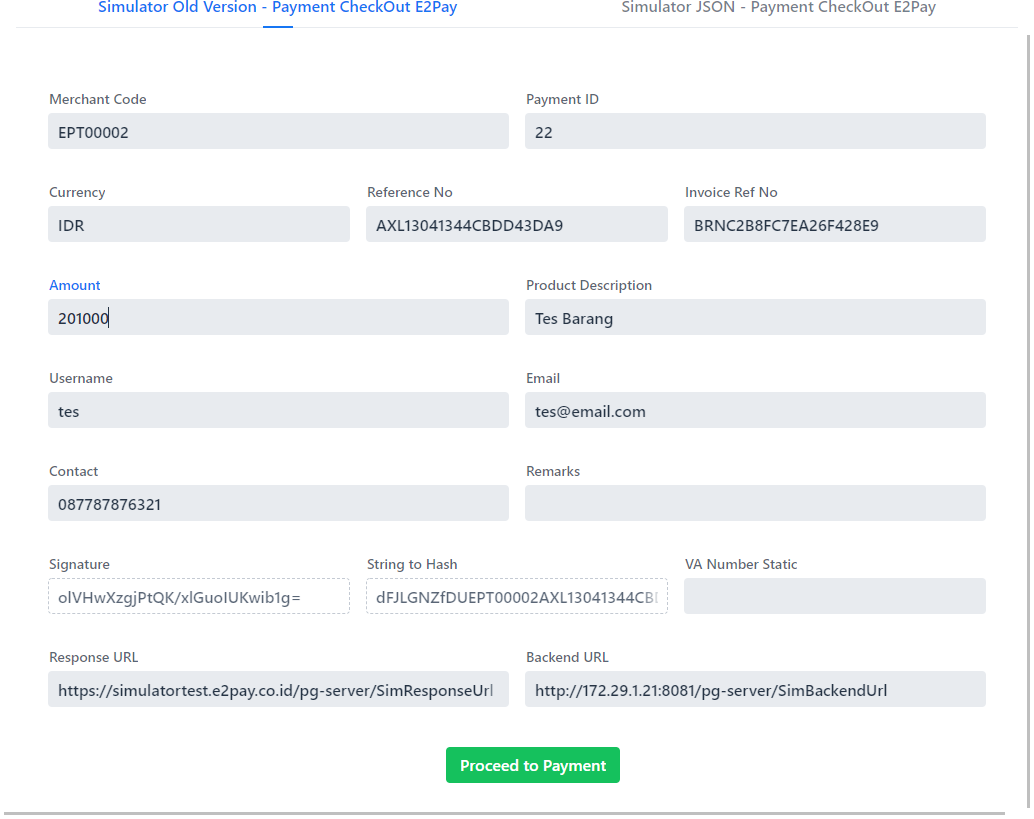 Simulator Old Version - Payment CheckOut E2Pay
Simulator JSON - Payment CheckOut E2Pay
Merchant Code
Payment ID
EPT00002
22
Currency
Reference No
Invoice Ref No
IDR
AXL13041344CBDD43DA9
BRNC2B8FC7EA26F428E9
Amount
Product Description
201000
Tes Barang
Username
Email
tes
tes@email.com
Contact
Remarks
087787876321
Signature
String to Hash
VA Number Static
olVHwXzgjPtQK/xlGuoIUKwib1g=
dFJLGNZfDUEPT00002AXL13041344CB
Response URL
Backend URL
https://simulatortest.e2pay.co.id/pg-server/SimResponseUrl
http://172.29.1.21:8081/pg-server/SimBackendUrl
Proceed to Payment